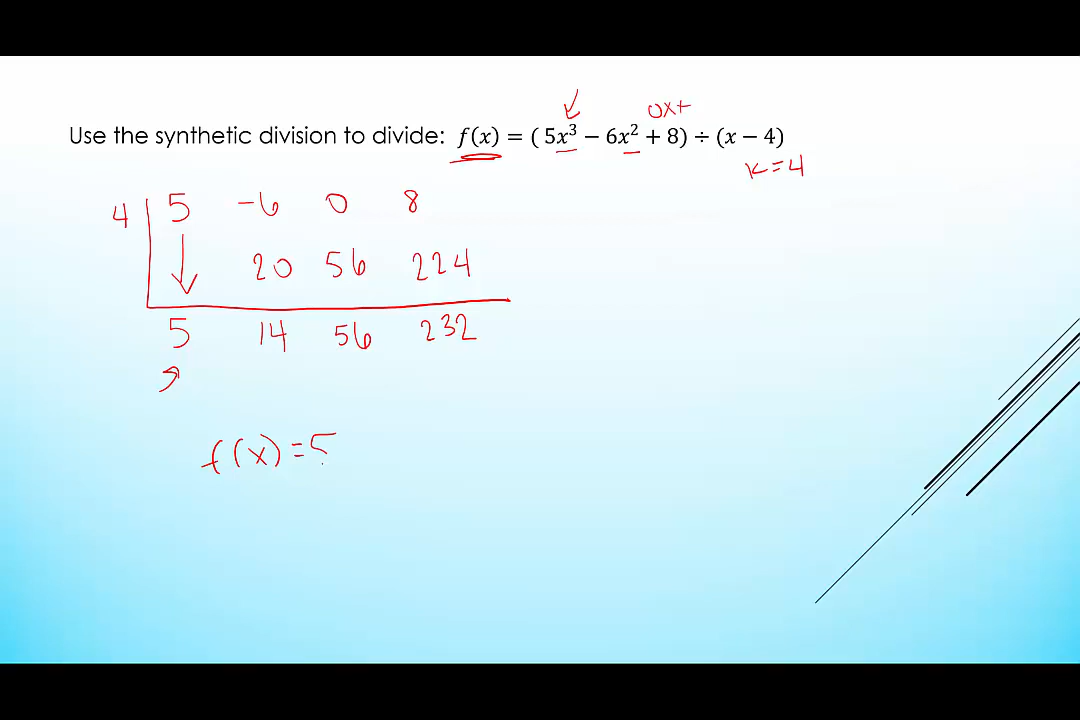 0x+
Use the synthetic division to divide: f(x) = ( 5x³ − 6x² + 8) ÷ (x − 4)
k=4
4 5 -6 0 8
20 56 224
5 14 56 232
f(x)=5